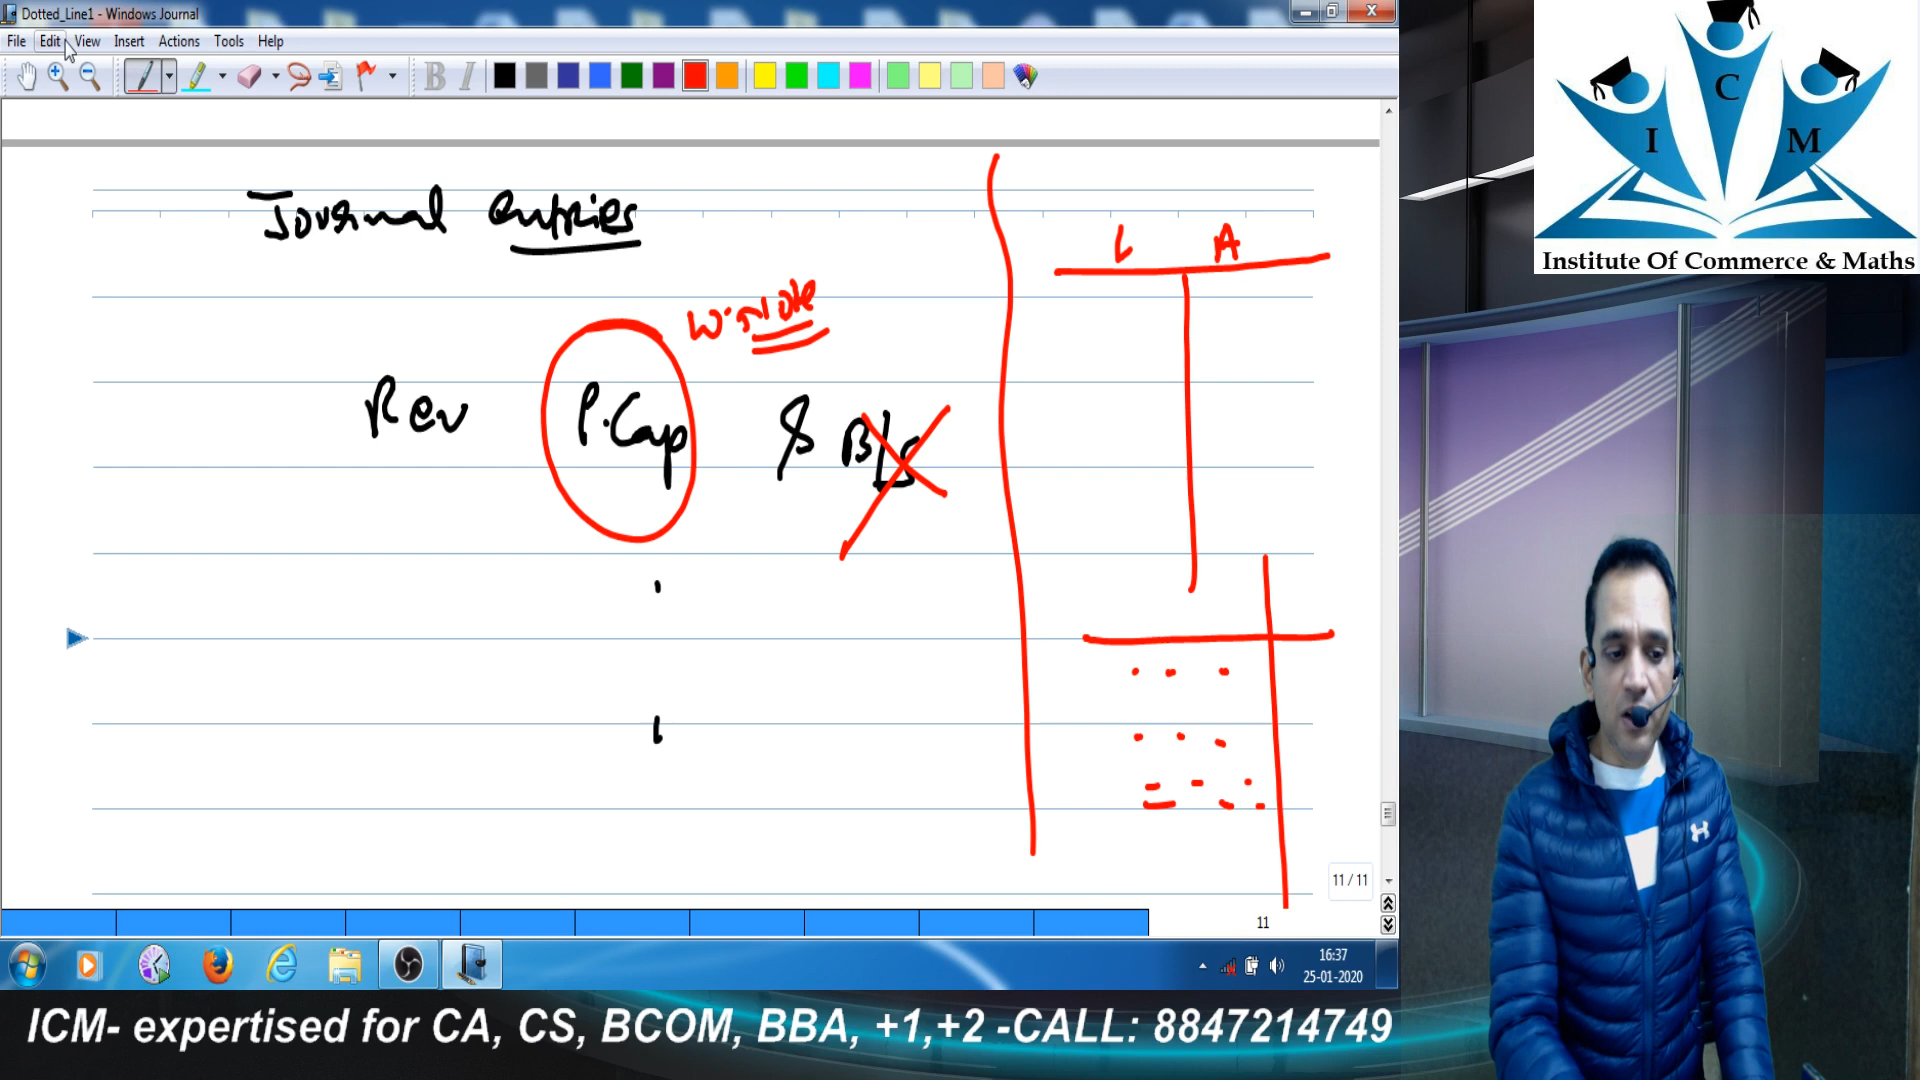 Dotted_Line1 - Windows Journal
File Edit View Insert Actions Tools Help
B I
Journal entries
L A
W. Note
Rev P.Cap & B/S
11 / 11
11
16:37
25-01-2020
I C M
Institute Of Commerce & Maths
ICM- expertised for CA, CS, BCOM, BBA, +1,+2 -CALL: 8847214749